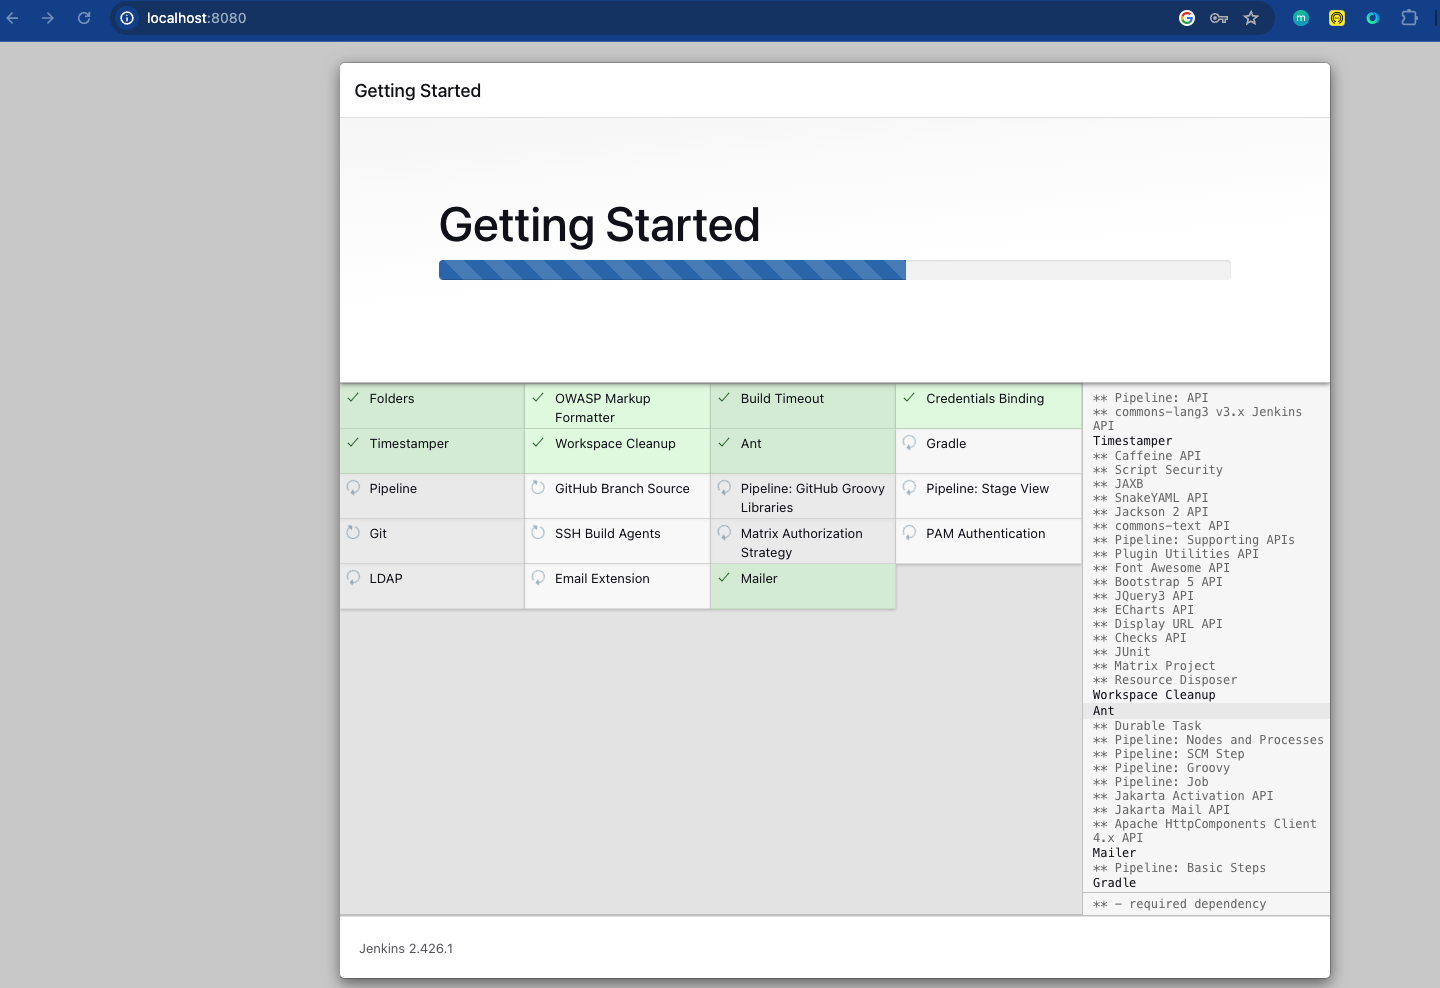 localhost:8080
Getting Started
Getting Started
Folders
OWASP Markup
Formatter
Build Timeout
Credentials Binding
Timestamper
Workspace Cleanup
Ant
Gradle
Pipeline
GitHub Branch Source
Pipeline: GitHub Groovy
Libraries
Pipeline: Stage View
Git
SSH Build Agents
Matrix Authorization
Strategy
PAM Authentication
LDAP
Email Extension
Mailer
** Pipeline: API
** commons-lang3 v3.x Jenkins
API
Timestamper
** Caffeine API
** Script Security
** JAXB
** SnakeYAML API
** Jackson 2 API
** commons-text API
** Pipeline: Supporting APIs
** Plugin Utilities API
** Font Awesome API
** Bootstrap 5 API
** JQuery3 API
** ECharts API
** Display URL API
** Checks API
** JUnit
** Matrix Project
** Resource Disposer
Workspace Cleanup
Ant
** Durable Task
** Pipeline: Nodes and Processes
** Pipeline: SCM Step
** Pipeline: Groovy
** Pipeline: Job
** Jakarta Activation API
** Jakarta Mail API
** Apache HttpComponents Client
4.x API
Mailer
** Pipeline: Basic Steps
Gradle
** - required dependency
Jenkins 2.426.1